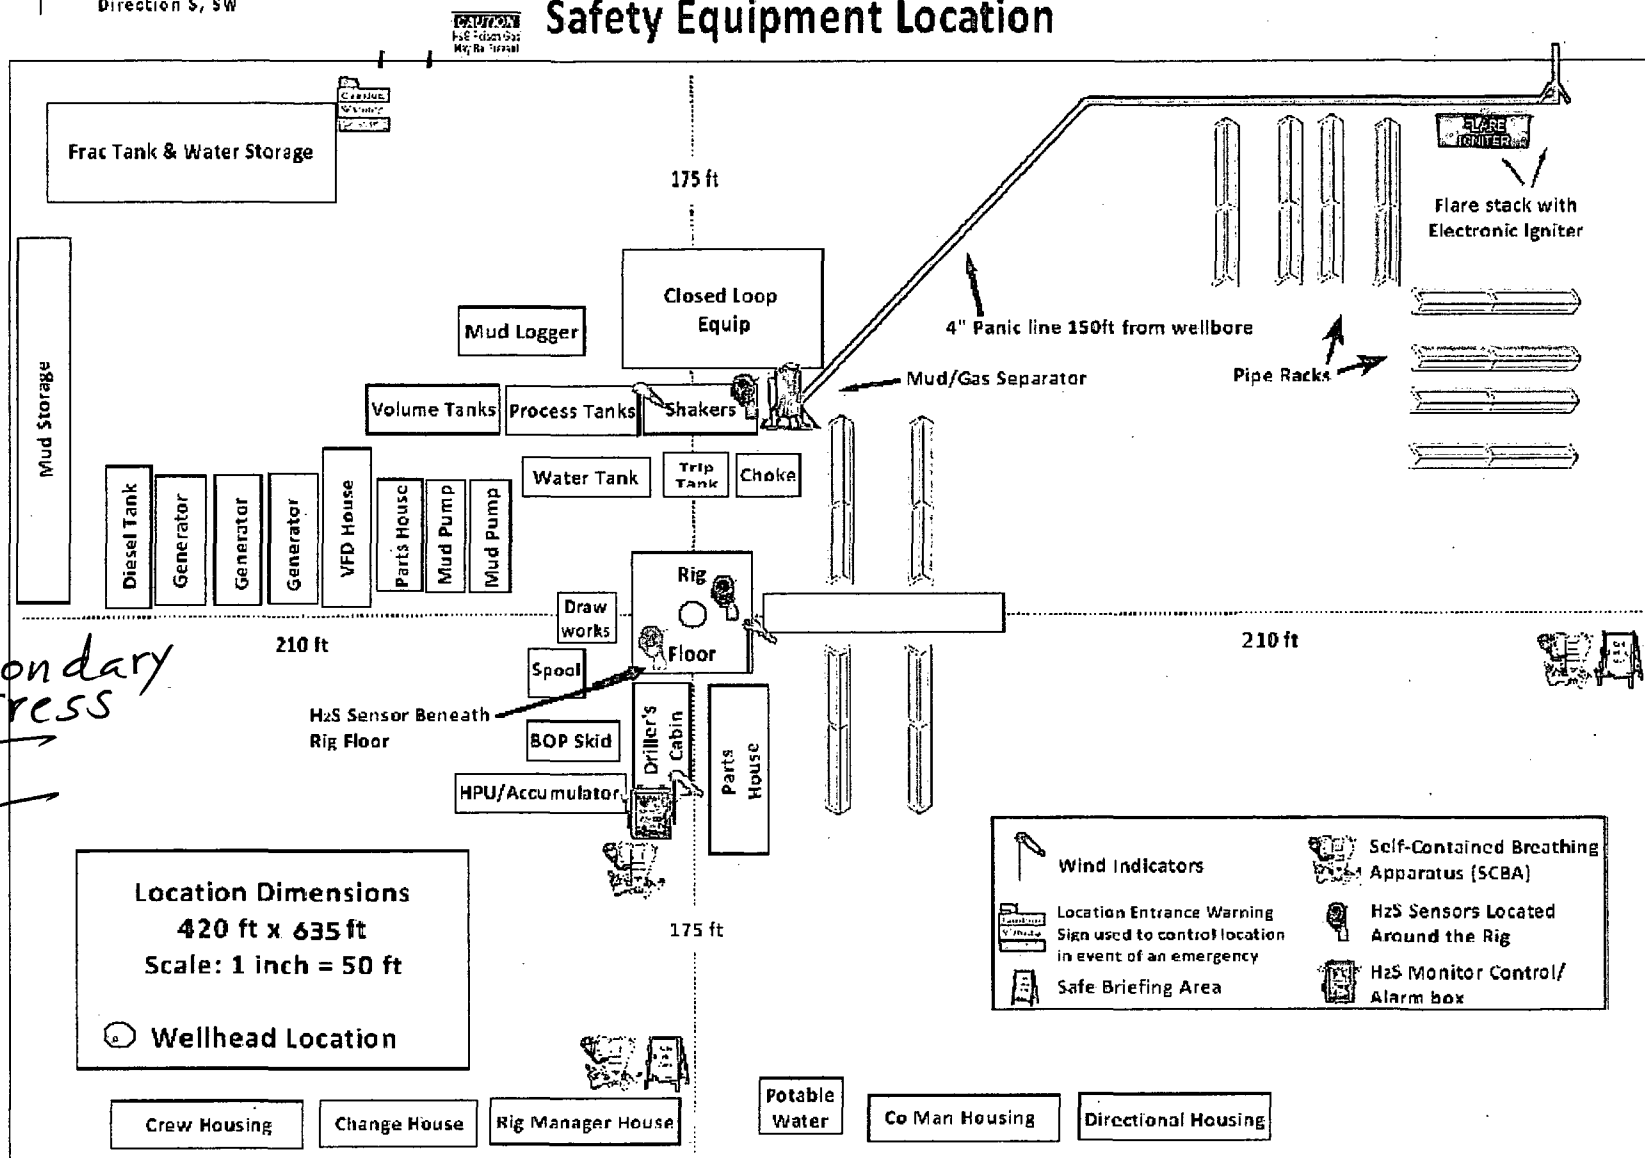 Direction S, SW
CAUTION
Safety Equipment Location
Frac Tank & Water Storage
175 ft
FLARE
IGNITER
Flare stack with
Electronic Igniter
Closed Loop
Equip
4" Panic line 150ft from wellbore
Mud Logger
Mud/Gas Separator
Pipe Racks
Mud Storage
Volume Tanks
Process Tanks
Shakers
Water Tank
Trip
Tank
Choke
Diesel Tank
Generator
Generator
Generator
VFD House
Parts House
Mud Pump
Mud Pump
Rig
Floor
Draw
works
210 ft
210 ft
ondary
ress
Spool
H2S Sensor Beneath
Rig Floor
BOP Skid
Driller's
Cabin
Parts
House
HPU/Accumulator
Location Dimensions
420 ft x 635 ft
Scale: 1 inch = 50 ft
Wellhead Location
175 ft
Wind Indicators
Location Entrance Warning
Sign used to control location
in event of an emergency
Safe Briefing Area
Self-Contained Breathing
Apparatus (SCBA)
H2S Sensors Located
Around the Rig
H2S Monitor Control/
Alarm box
Crew Housing
Change House
Rig Manager House
Potable
Water
Co Man Housing
Directional Housing